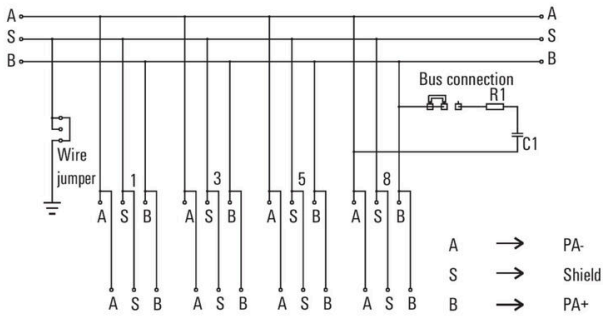 A A
S S
B B
Bus connection
R1
C1
Wire
jumper
1 3 5 8
A S B A S B A S B A S B
A S B A S B A S B A S B
A PA-
S Shield
B PA+